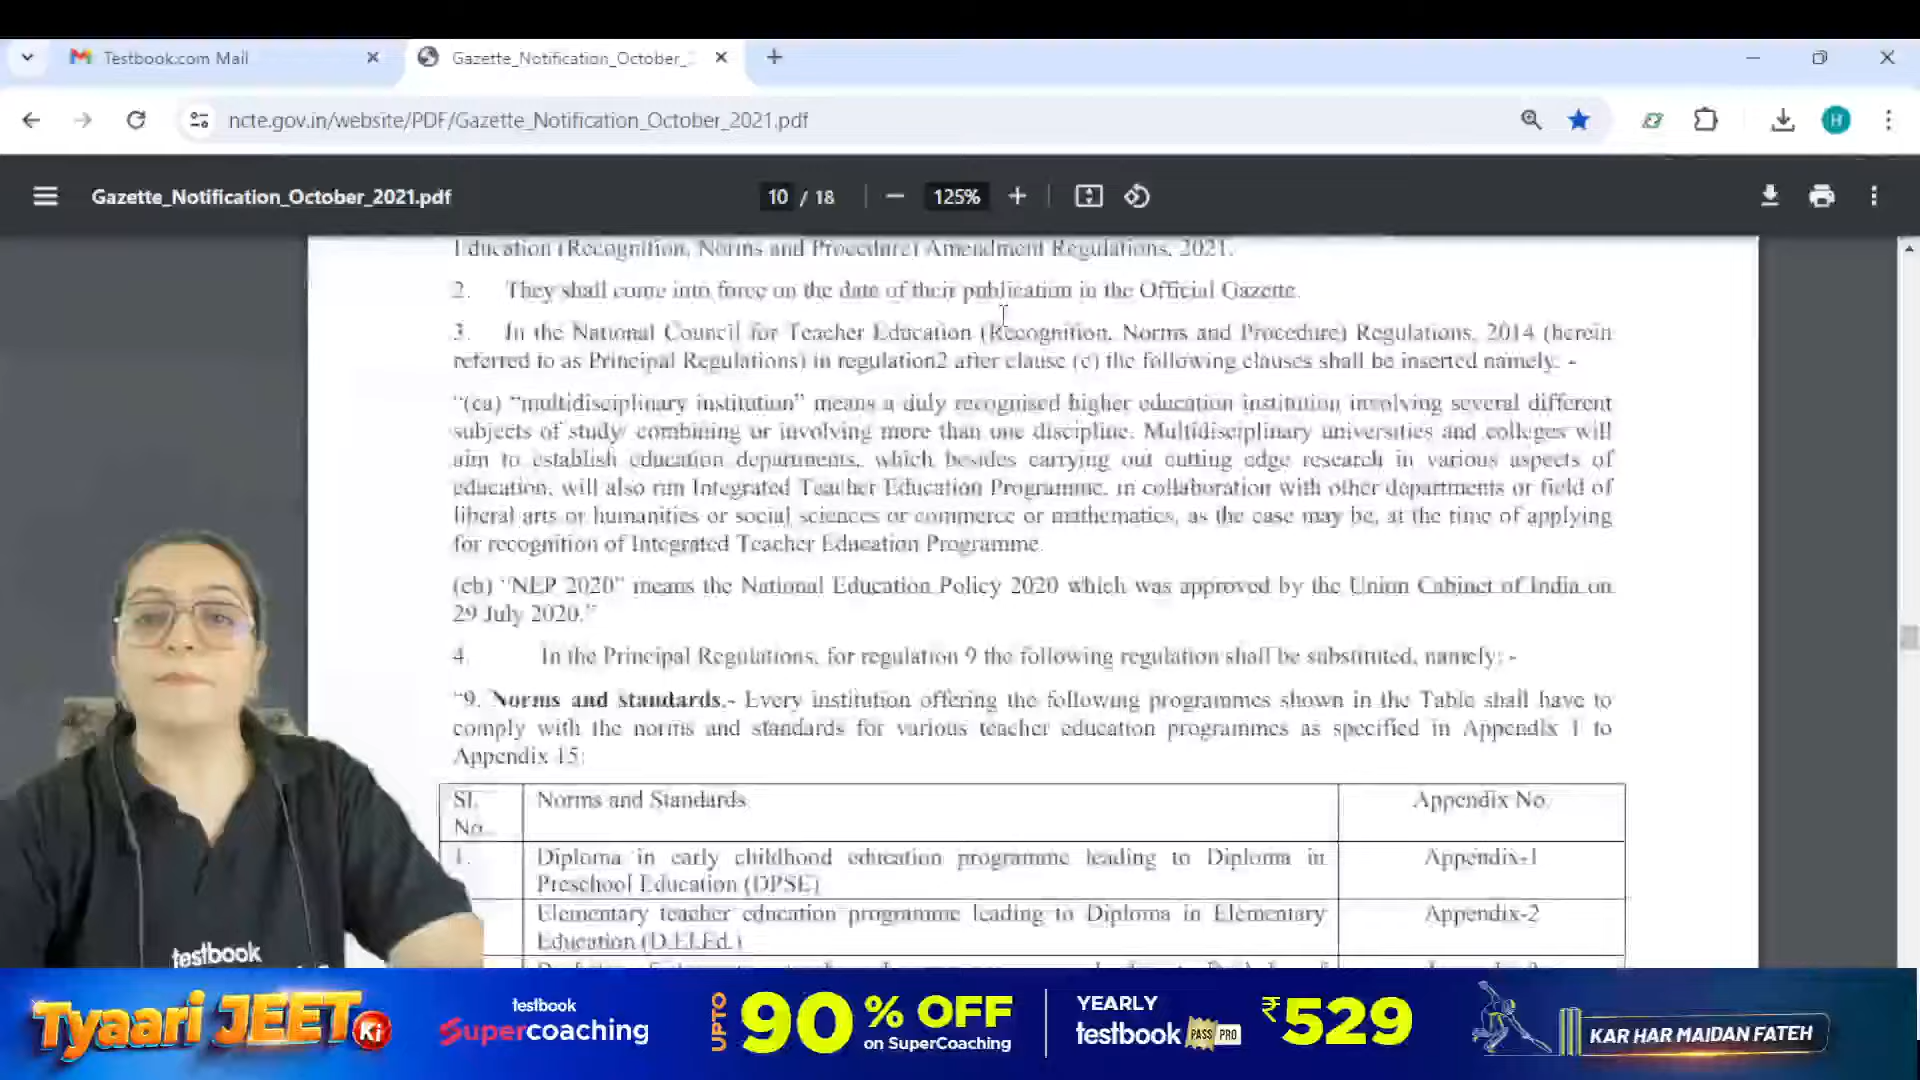 Testbook.com Mail
Gazette_Notification_October_
ncte.gov.in/website/PDF/Gazette_Notification_October_2021.pdf
H
Gazette_Notification_October_2021.pdf
10 / 18
125%
Education (Recognition, Norms and Procedure) Amendment Regulations, 2021.
2. They shall come into force on the date of their publication in the Official Gazette.
3. In the National Council for Teacher Education (Recognition, Norms and Procedure) Regulations, 2014 (herein
referred to as Principal Regulations) in regulation2 after clause (c) the following clauses shall be inserted namely: -
"(ca) "multidisciplinary institution" means a duly recognised higher education institution involving several different
subjects of study combining or involving more than one discipline. Multidisciplinary universities and colleges will
aim to establish education departments, which besides carrying out cutting edge research in various aspects of
education, will also run Integrated Teacher Education Programme, in collaboration with other departments or field of
liberal arts or humanities or social sciences or commerce or mathematics, as the case may be, at the time of applying
for recognition of Integrated Teacher Education Programme.
(cb) "NEP 2020" means the National Education Policy 2020 which was approved by the Union Cabinet of India on
29 July 2020."
4. In the Principal Regulations, for regulation 9 the following regulation shall be substituted, namely: -
"9. Norms and standards.- Every institution offering the following programmes shown in the Table shall have to
comply with the norms and standards for various teacher education programmes as specified in Appendix 1 to
Appendix 15:
Sl. No. Norms and Standards Appendix No.
1. Diploma in early childhood education programme leading to Diploma in Appendix-1
Preschool Education (DPSE)
Elementary teacher education programme leading to Diploma in Elementary Appendix-2
Education (D.El.Ed.)
testbook
Tyaari JEET Ki
testbook
Supercoaching
UPTO 90 % OFF
on SuperCoaching
YEARLY
testbook PASS PRO
₹529
KAR HAR MAIDAN FATEH